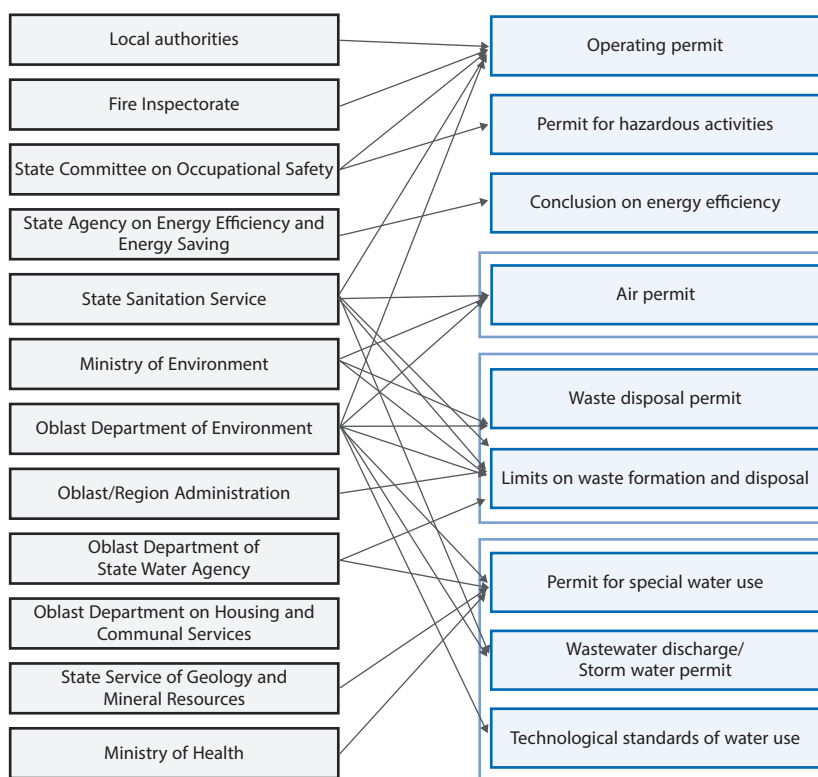 Local authorities
Fire Inspectorate
State Committee on Occupational Safety
State Agency on Energy Efficiency and
Energy Saving
State Sanitation Service
Ministry of Environment
Oblast Department of Environment
Oblast/Region Administration
Oblast Department of
State Water Agency
Oblast Department on Housing and
Communal Services
State Service of Geology and
Mineral Resources
Ministry of Health
Operating permit
Permit for hazardous activities
Conclusion on energy efficiency
Air permit
Waste disposal permit
Limits on waste formation and disposal
Permit for special water use
Wastewater discharge/
Storm water permit
Technological standards of water use